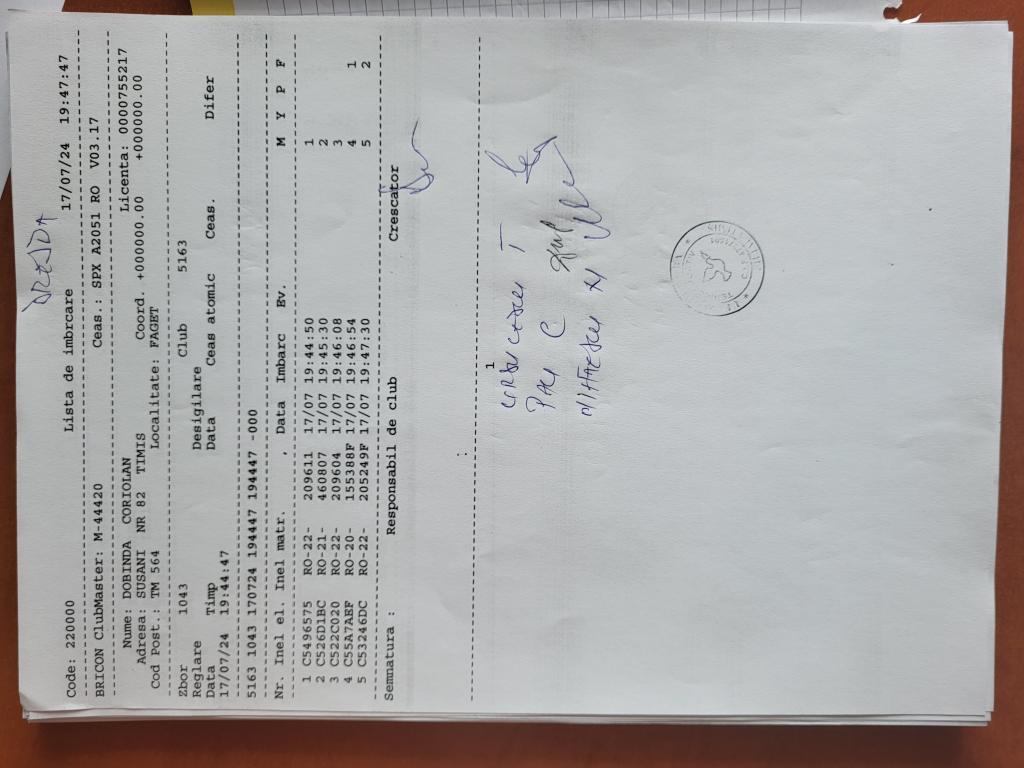 Code: 220000 Lista de imbrcare 17/07/24 19:47:47
BRICON ClubMaster: M-44420 Ceas.: SPX A2051 RO V03.17
Nume: DOBINDA CORIOLAN Licenta: 0000755217
Adresa: SUSANI NR 82 TIMIS Coord. +000000.00 +000000.00
Cod Post.: TM 564 Localitate: FAGET
Zbor 1043 Club 5163
Reglare Desigilare
Data Timp Data Ceas atomic Ceas. Difer
17/07/24 19:44:47
5163 1043 170724 194447 194447 -000
Nr. Inel el. Inel matr. . Data Imbarc Ev. M Y P F
1 C5496575 RO-22- 209611 17/07 19:44:50 1
2 C526D1BC RO-21- 460807 17/07 19:45:30 2
3 C522C020 RO-22- 209604 17/07 19:46:08 3
4 C55A7AEF RO-20- 155388F 17/07 19:46:54 4 1
5 C53246DC RO-22- 205249F 17/07 19:47:30 5 2
Semnatura : Responsabil de club Crescator
:
1
PAU C